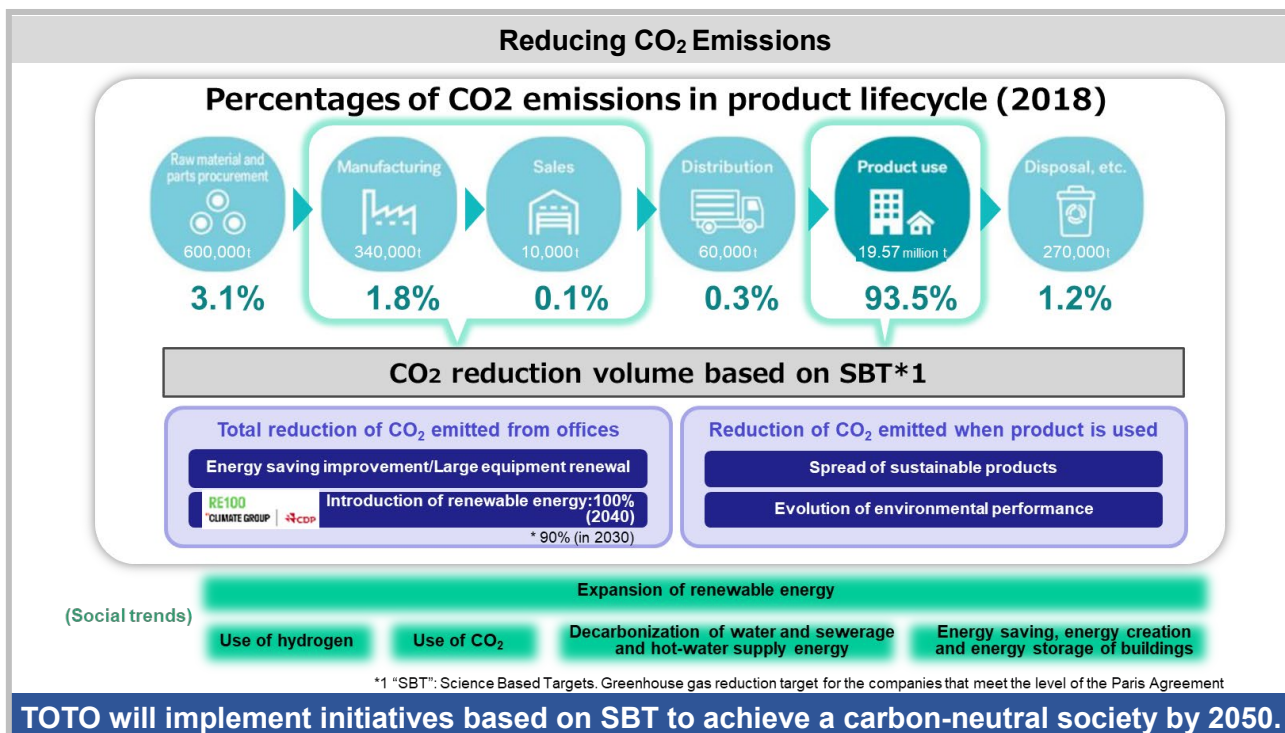 Reducing CO₂ Emissions
Percentages of CO2 emissions in product lifecycle (2018)
Raw material and
parts procurement
600,000t
3.1%
Manufacturing
340,000t
1.8%
Sales
10,000t
0.1%
Distribution
60,000t
0.3%
Product use
19.57 million t
93.5%
Disposal, etc.
270,000t
1.2%
CO₂ reduction volume based on SBT*1
Total reduction of CO₂ emitted from offices
Energy saving improvement/Large equipment renewal
RE100
°CLIMATE GROUP
CDP
Introduction of renewable energy:100%
(2040)
* 90% (in 2030)
Reduction of CO₂ emitted when product is used
Spread of sustainable products
Evolution of environmental performance
(Social trends)
Expansion of renewable energy
Use of hydrogen
Use of CO₂
Decarbonization of water and sewerage
and hot-water supply energy
Energy saving, energy creation
and energy storage of buildings
*1 “SBT”: Science Based Targets. Greenhouse gas reduction target for the companies that meet the level of the Paris Agreement
TOTO will implement initiatives based on SBT to achieve a carbon-neutral society by 2050.